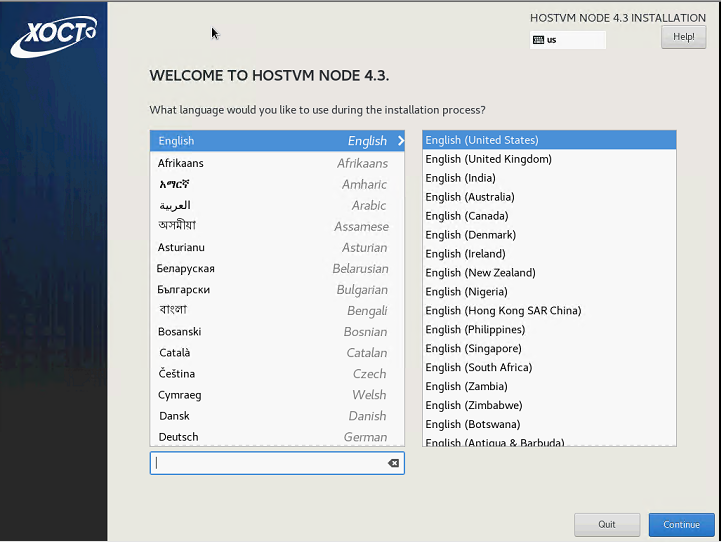 ХОСТ
HOSTVM NODE 4.3 INSTALLATION
us
Help!
WELCOME TO HOSTVM NODE 4.3.
What language would you like to use during the installation process?
English English
Afrikaans Afrikaans
አማርኛ Amharic
العربية Arabic
অসমীয়া Assamese
Asturianu Asturian
Беларуская Belarusian
Български Bulgarian
বাংলা Bengali
Bosanski Bosnian
Català Catalan
Čeština Czech
Cymraeg Welsh
Dansk Danish
Deutsch German
English (United States)
English (United Kingdom)
English (India)
English (Australia)
English (Canada)
English (Denmark)
English (Ireland)
English (New Zealand)
English (Nigeria)
English (Hong Kong SAR China)
English (Philippines)
English (Singapore)
English (South Africa)
English (Zambia)
English (Zimbabwe)
English (Botswana)
English (Antigua & Barbuda)
Quit
Continue